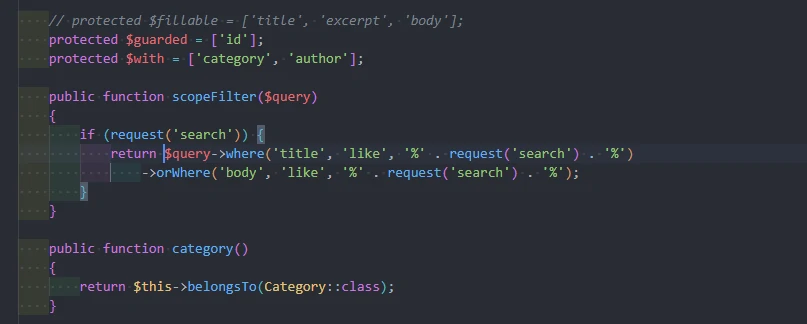 // protected $fillable = ['title', 'excerpt', 'body'];
protected $guarded = ['id'];
protected $with = ['category', 'author'];
public function scopeFilter($query)
{
if (request('search')) {
return $query->where('title', 'like', '%' . request('search') . '%')
->orWhere('body', 'like', '%' . request('search') . '%');
}
}
public function category()
{
return $this->belongsTo(Category::class);
}